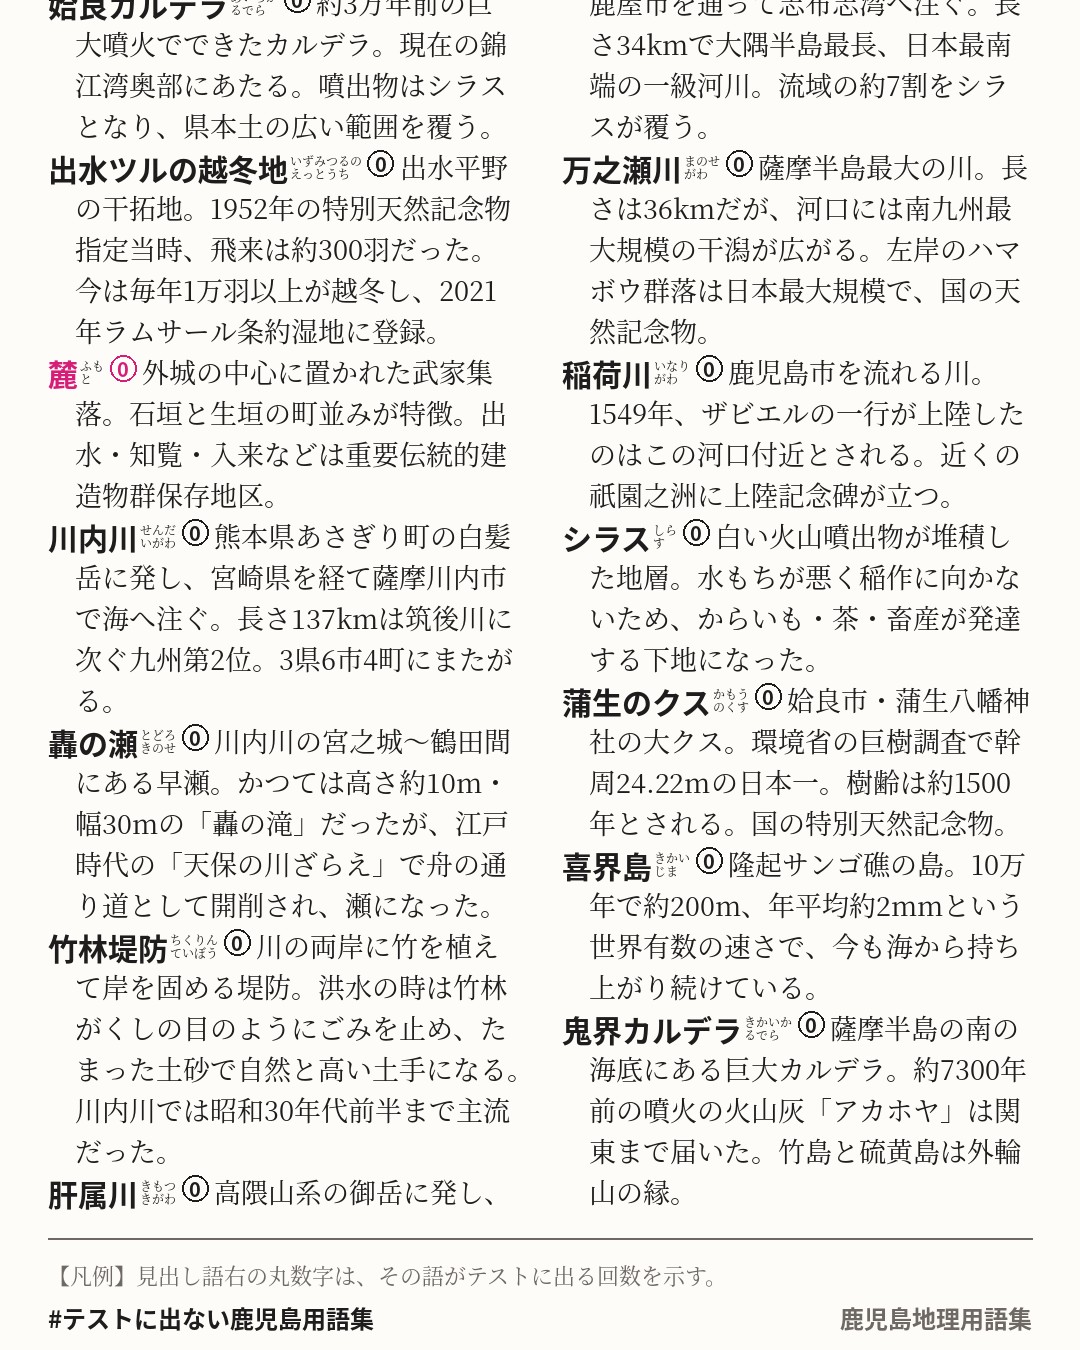 姶良カルデラ ⓪ 約3万年前の巨
大噴火でできたカルデラ。現在の錦
江湾奥部にあたる。噴出物はシラス
となり、県本土の広い範囲を覆う。
出水ツルの越冬地 いずみつるのえっとうち ⓪ 出水平野
の干拓地。1952年の特別天然記念物
指定当時、飛来は約300羽だった。
今は毎年1万羽以上が越冬し、2021
年ラムサール条約湿地に登録。
麓 ふもと ⓪ 外城の中心に置かれた武家集
落。石垣と生垣の町並みが特徴。出
水・知覧・入来などは重要伝統的建
造物群保存地区。
川内川 せんだいがわ ⓪ 熊本県あさぎり町の白髪
岳に発し、宮崎県を経て薩摩川内市
で海へ注ぐ。長さ137kmは筑後川に
次ぐ九州第2位。3県6市4町にまたが
る。
轟の瀬 とどろきのせ ⓪ 川内川の宮之城〜鶴田間
にある早瀬。かつては高さ約10m・
幅30mの「轟の滝」だったが、江戸
時代の「天保の川ざらえ」で舟の通
り道として開削され、瀬になった。
竹林堤防 ちくりんていぼう ⓪ 川の両岸に竹を植え
て岸を固める堤防。洪水の時は竹林
がくしの目のようにごみを止め、た
まった土砂で自然と高い土手になる。
川内川では昭和30年代前半まで主流
だった。
肝属川 きもつきがわ ⓪ 高隈山系の御岳に発し、
鹿屋市を通って志布志湾へ注ぐ。長
さ34kmで大隅半島最長、日本最南
端の一級河川。流域の約7割をシラ
スが覆う。
万之瀬川 まのせがわ ⓪ 薩摩半島最大の川。長
さは36kmだが、河口には南九州最
大規模の干潟が広がる。左岸のハマ
ボウ群落は日本最大規模で、国の天
然記念物。
稲荷川 いなりがわ ⓪ 鹿児島市を流れる川。
1549年、ザビエルの一行が上陸した
のはこの河口付近とされる。近くの
祇園之洲に上陸記念碑が立つ。
シラス しらす ⓪ 白い火山噴出物が堆積し
た地層。水もちが悪く稲作に向かな
いため、からいも・茶・畜産が発達
する下地になった。
蒲生のクス かもうのくす ⓪ 姶良市・蒲生八幡神
社の大クス。環境省の巨樹調査で幹
周24.22mの日本一。樹齢は約1500
年とされる。国の特別天然記念物。
喜界島 きかいじま ⓪ 隆起サンゴ礁の島。10万
年で約200m、年平均約2mmという
世界有数の速さで、今も海から持ち
上がり続けている。
鬼界カルデラ きかいかるでら ⓪ 薩摩半島の南の
海底にある巨大カルデラ。約7300年
前の噴火の火山灰「アカホヤ」は関
東まで届いた。竹島と硫黄島は外輪
山の縁。
【凡例】見出し語右の丸数字は、その語がテストに出る回数を示す。
#テストに出ない鹿児島用語集
鹿児島地理用語集